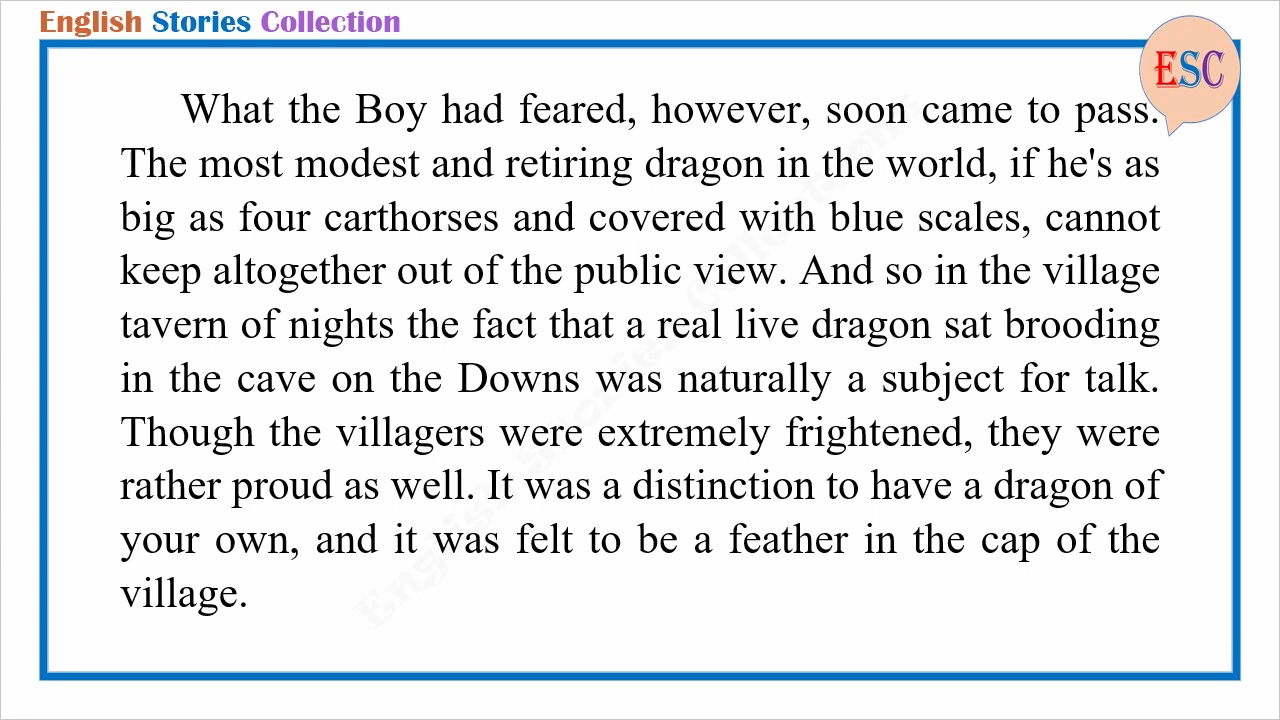 English Stories Collection
ESC
What the Boy had feared, however, soon came to pass.
The most modest and retiring dragon in the world, if he's as
big as four carthorses and covered with blue scales, cannot
keep altogether out of the public view. And so in the village
tavern of nights the fact that a real live dragon sat brooding
in the cave on the Downs was naturally a subject for talk.
Though the villagers were extremely frightened, they were
rather proud as well. It was a distinction to have a dragon of
your own, and it was felt to be a feather in the cap of the
village.
English Stories Collections